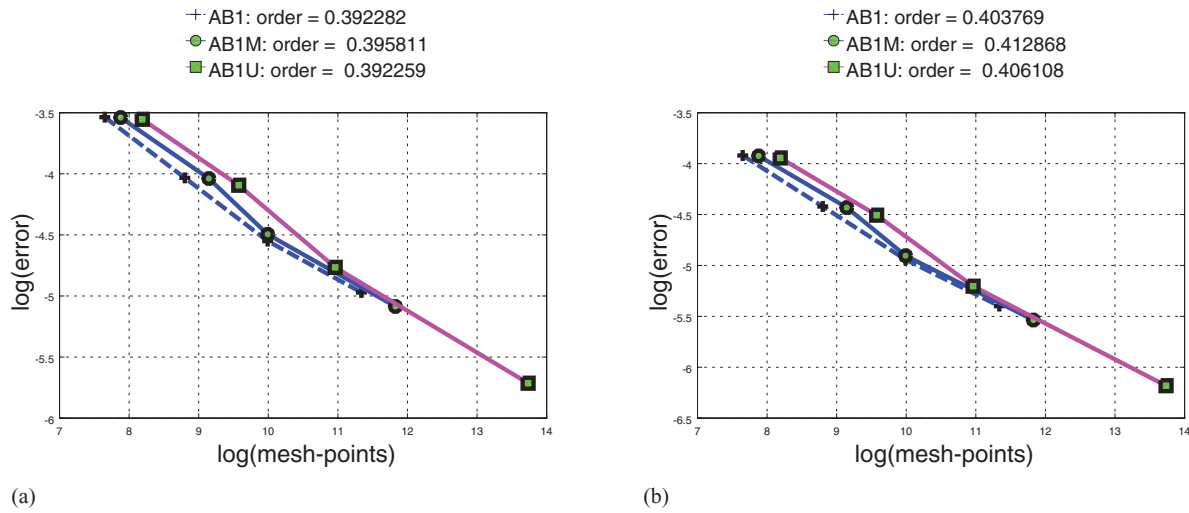 AB1: order = 0.392282
AB1M: order = 0.395811
AB1U: order = 0.392259
-3.5
-4
-4.5
-5
-5.5
-6
log(error)
7 8 9 10 11 12 13 14
log(mesh-points)
(a)
AB1: order = 0.403769
AB1M: order = 0.412868
AB1U: order = 0.406108
-3.5
-4
-4.5
-5
-5.5
-6
-6.5
log(error)
7 8 9 10 11 12 13 14
log(mesh-points)
(b)